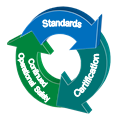 Standards
Certification
Continued
Operational Safety